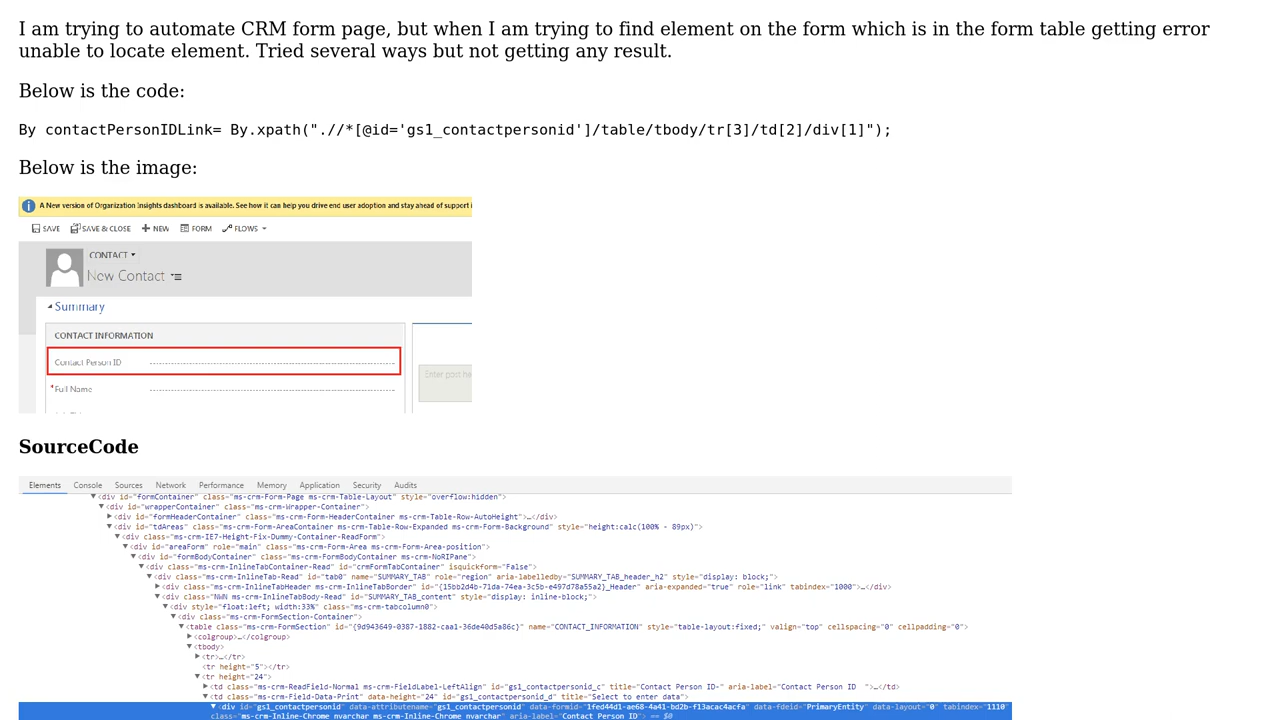 I am trying to automate CRM form page, but when I am trying to find element on the form which is in the form table getting error
unable to locate element. Tried several ways but not getting any result.
Below is the code:
By contactPersonIDLink= By.xpath(".//*[@id='gs1_contactpersonid']/table/tbody/tr[3]/td[2]/div[1]");
Below is the image:
A New version of Organization Insights dashboard is available. See how it can help you drive end user adoption and stay ahead of support i
SAVE SAVE & CLOSE NEW FORM FLOWS
CONTACT
New Contact
Summary
CONTACT INFORMATION
Contact Person ID
Enter post he
*Full Name
SourceCode
Elements Console Sources Network Performance Memory Application Security Audits
<div id="formContainer" class="ms-crm-Form-Page ms-crm-Table-Layout" style="overflow:hidden">
<div id="wrapperContainer" class="ms-crm-Wrapper-Container">
<div id="formHeaderContainer" class="ms-crm-Form-HeaderContainer ms-crm-Table-Row-AutoHeight">…</div>
<div id="tdAreas" class="ms-crm-Form-AreaContainer ms-crm-Table-Row-Expanded ms-crm-Form-Background" style="height:calc(100% - 89px)">
<div class="ms-crm-IE7-Height-Fix-Dummy-Container-ReadForm">
<div id="areaForm" role="main" class="ms-crm-Form-Area ms-crm-Form-Area-position">
<div id="formBodyContainer" class="ms-crm-FormBodyContainer ms-crm-NoRIPane">
<div class="ms-crm-InlineTabContainer-Read" id="crmFormTabContainer" isquickform="False">
<div class="ms-crm-InlineTab-Read" id="tab0" name="SUMMARY_TAB" role="region" aria-labelledby="SUMMARY_TAB_header_h2" style="display: block;">
<div class="ms-crm-InlineTabHeader ms-crm-InlineTabBorder" id="{15bb2d4b-71da-74ea-3c5b-e497d78a55a2}_Header" aria-expanded="true" role="link" tabindex="1000">…</div>
<div class="NWN ms-crm-InlineTabBody-Read" id="SUMMARY_TAB_content" style="display: inline-block;">
<div style="float:left; width:33%" class="ms-crm-tabcolumn0">
<div class="ms-crm-FormSection-Container">
<table class="ms-crm-FormSection" id="{9d943649-0387-1882-caa1-36de40d5a86c}" name="CONTACT_INFORMATION" style="table-layout:fixed;" valign="top" cellspacing="0" cellpadding="0">
<colgroup>…</colgroup>
<tbody>
<tr>…</tr>
<tr height="5"></tr>
<tr height="24">
<td class="ms-crm-ReadField-Normal ms-crm-FieldLabel-LeftAlign" id="gs1_contactpersonid_c" title="Contact Person ID-" aria-label="Contact Person ID ">…</td>
<td class="ms-crm-Field-Data-Print" data-height="24" id="gs1_contactpersonid_d" title="Select to enter data">
<div id="gs1_contactpersonid" data-attributename="gs1_contactpersonid" data-formid="1fed44d1-ae68-4a41-bd2b-f13acac4acfa" data-fdeid="PrimaryEntity" data-layout="0" tabindex="1110"
class="ms-crm-Inline-Chrome nvarchar ms-crm-Inline-Chrome nvarchar" aria-label="Contact Person ID"> == $0